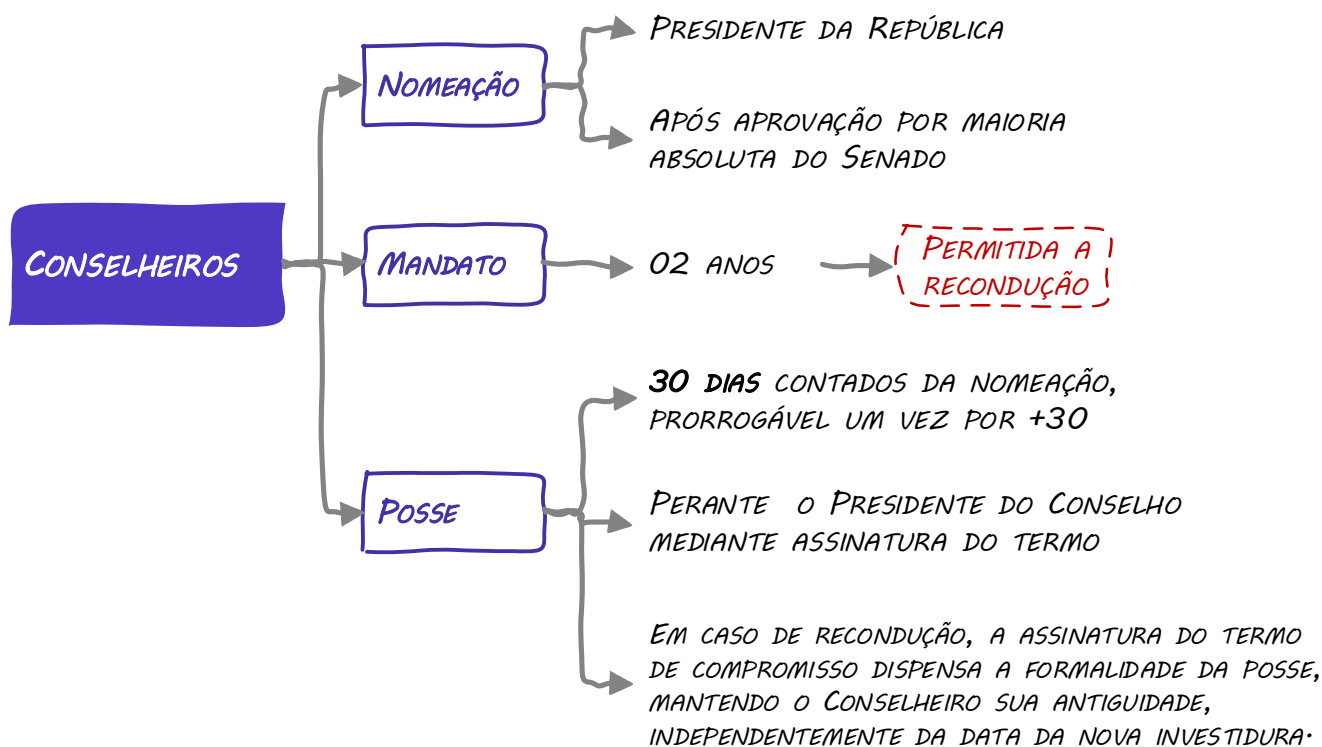 Conselheiros
Nomeação
Presidente da República
Após aprovação por maioria
absoluta do Senado
Mandato
02 anos
Permitida a
recondução
Posse
30 dias contados da nomeação,
prorrogável um vez por +30
Perante o Presidente do Conselho
mediante assinatura do termo
Em caso de recondução, a assinatura do termo
de compromisso dispensa a formalidade da posse,
mantendo o Conselheiro sua antiguidade,
independentemente da data da nova investidura.